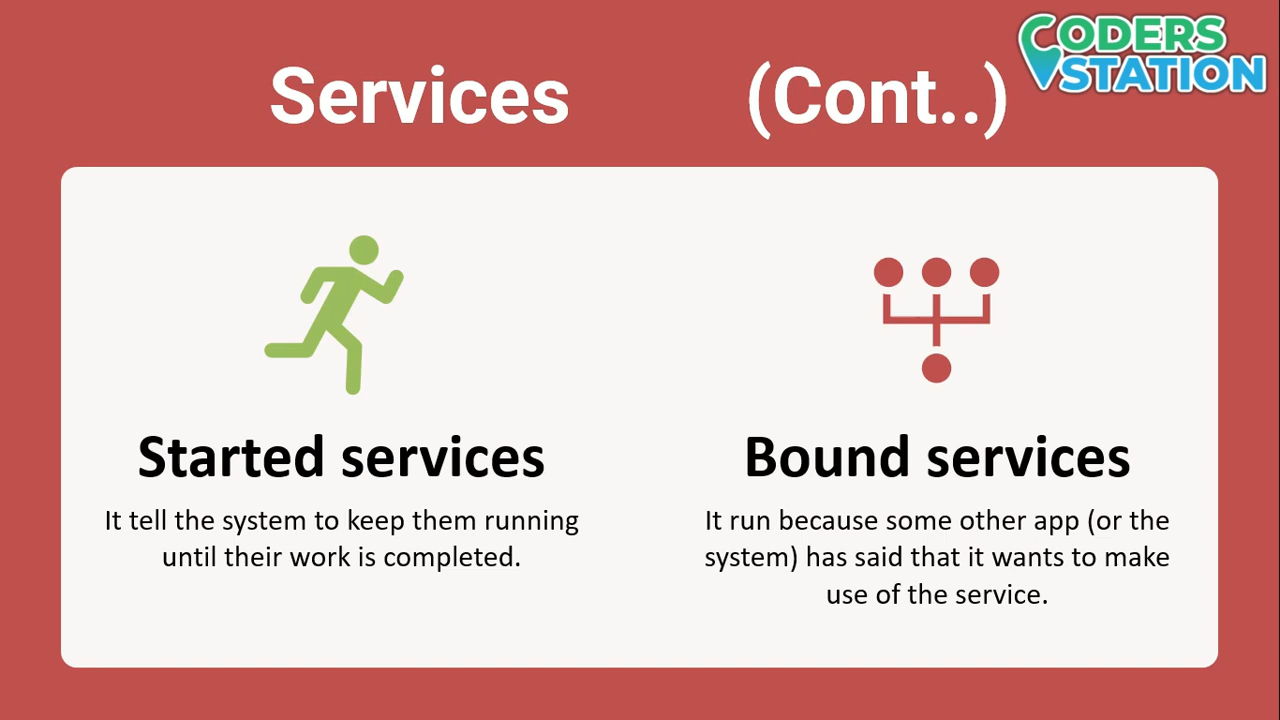 CODERS
STATION
Services (Cont..)
Started services
It tell the system to keep them running
until their work is completed.
Bound services
It run because some other app (or the
system) has said that it wants to make
use of the service.